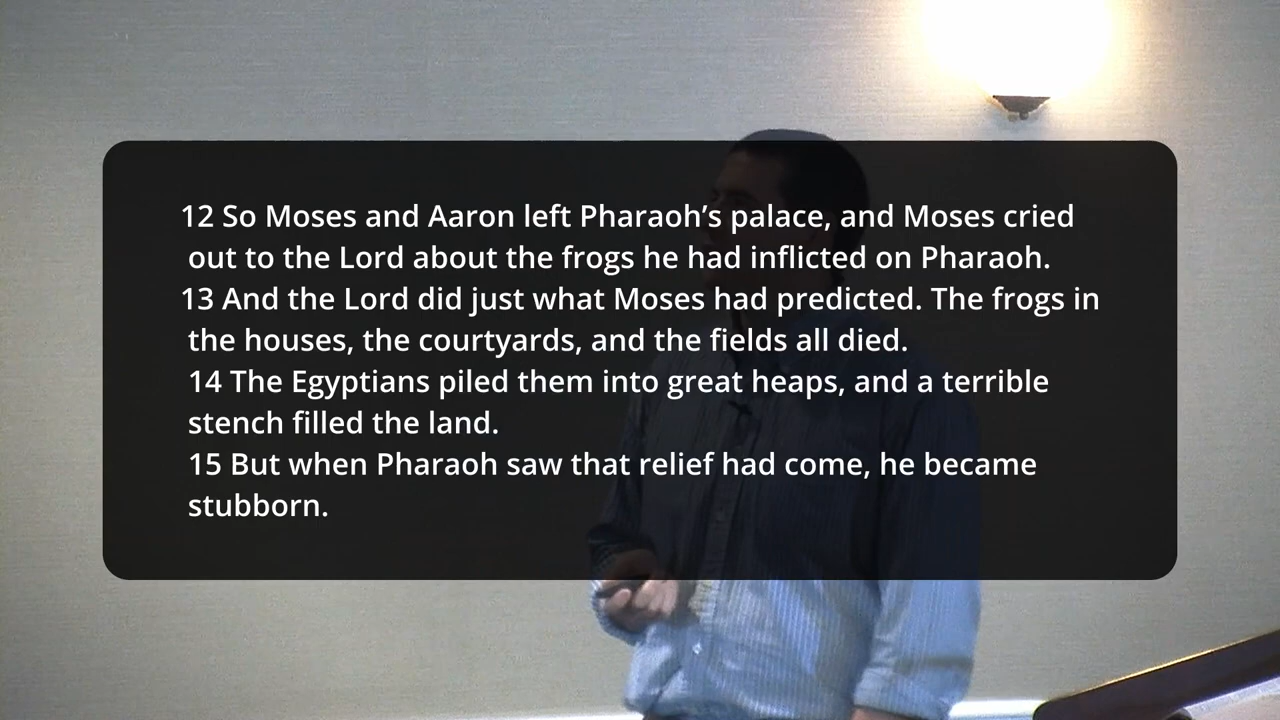 12 So Moses and Aaron left Pharaoh’s palace, and Moses cried
out to the Lord about the frogs he had inflicted on Pharaoh.
13 And the Lord did just what Moses had predicted. The frogs in
the houses, the courtyards, and the fields all died.
14 The Egyptians piled them into great heaps, and a terrible
stench filled the land.
15 But when Pharaoh saw that relief had come, he became
stubborn.